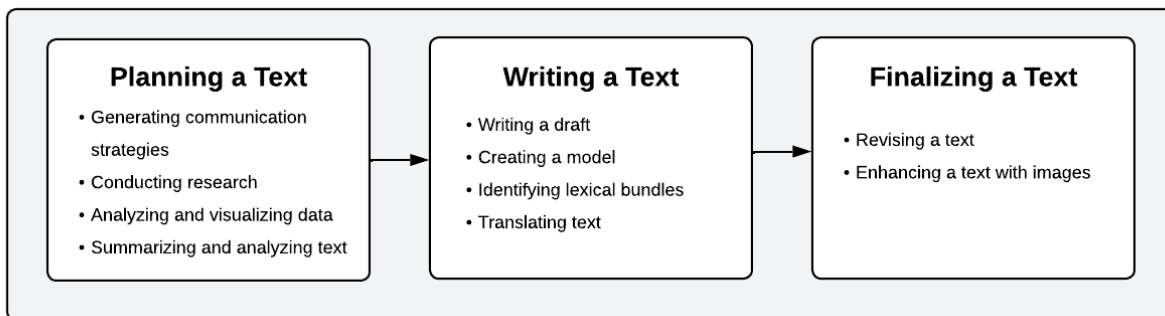 Planning a Text
• Generating communication
strategies
• Conducting research
• Analyzing and visualizing data
• Summarizing and analyzing text
Writing a Text
• Writing a draft
• Creating a model
• Identifying lexical bundles
• Translating text
Finalizing a Text
• Revising a text
• Enhancing a text with images